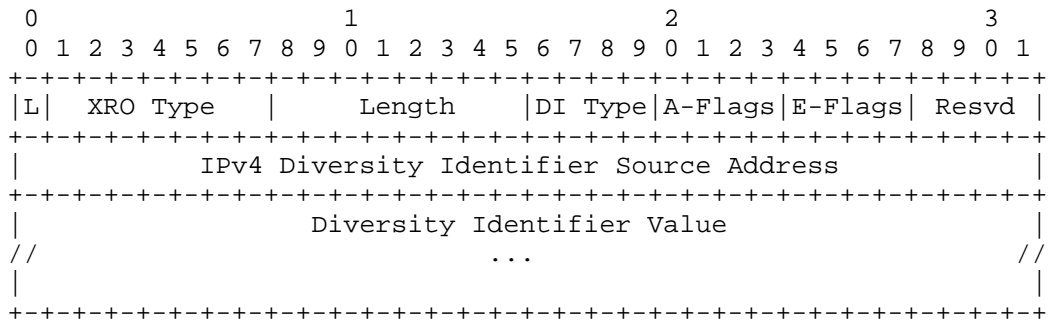 0                   1                   2                   3
 0 1 2 3 4 5 6 7 8 9 0 1 2 3 4 5 6 7 8 9 0 1 2 3 4 5 6 7 8 9 0 1
+-+-+-+-+-+-+-+-+-+-+-+-+-+-+-+-+-+-+-+-+-+-+-+-+-+-+-+-+-+-+-+-+
|L|  XRO Type   |     Length    |DI Type|A-Flags|E-Flags| Resvd |
+-+-+-+-+-+-+-+-+-+-+-+-+-+-+-+-+-+-+-+-+-+-+-+-+-+-+-+-+-+-+-+-+
|           IPv4 Diversity Identifier Source Address            |
+-+-+-+-+-+-+-+-+-+-+-+-+-+-+-+-+-+-+-+-+-+-+-+-+-+-+-+-+-+-+-+-+
|                  Diversity Identifier Value                   |
//                            ...                              //
|                                                               |
+-+-+-+-+-+-+-+-+-+-+-+-+-+-+-+-+-+-+-+-+-+-+-+-+-+-+-+-+-+-+-+-+